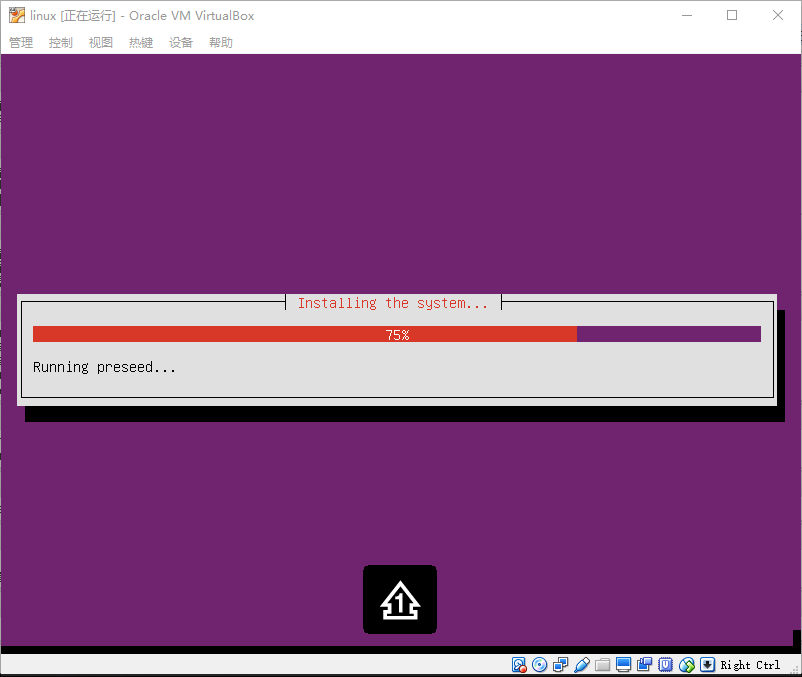 linux [正在运行] - Oracle VM VirtualBox
管理 控制 视图 热键 设备 帮助
Installing the system...
75%
Running preseed...
1
Right Ctrl